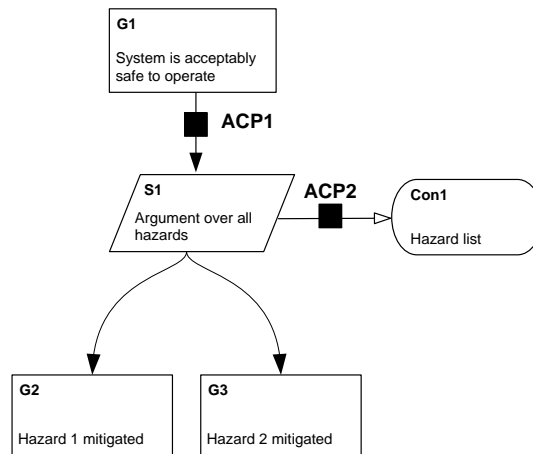 G1
System is acceptably
safe to operate
ACP1
S1
Argument over all
hazards
ACP2
Con1
Hazard list
G2
Hazard 1 mitigated
G3
Hazard 2 mitigated